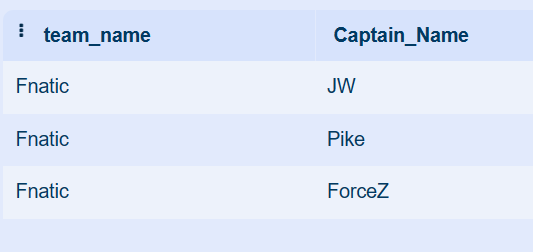 team_name Captain_Name
Fnatic JW
Fnatic Pike
Fnatic ForceZ